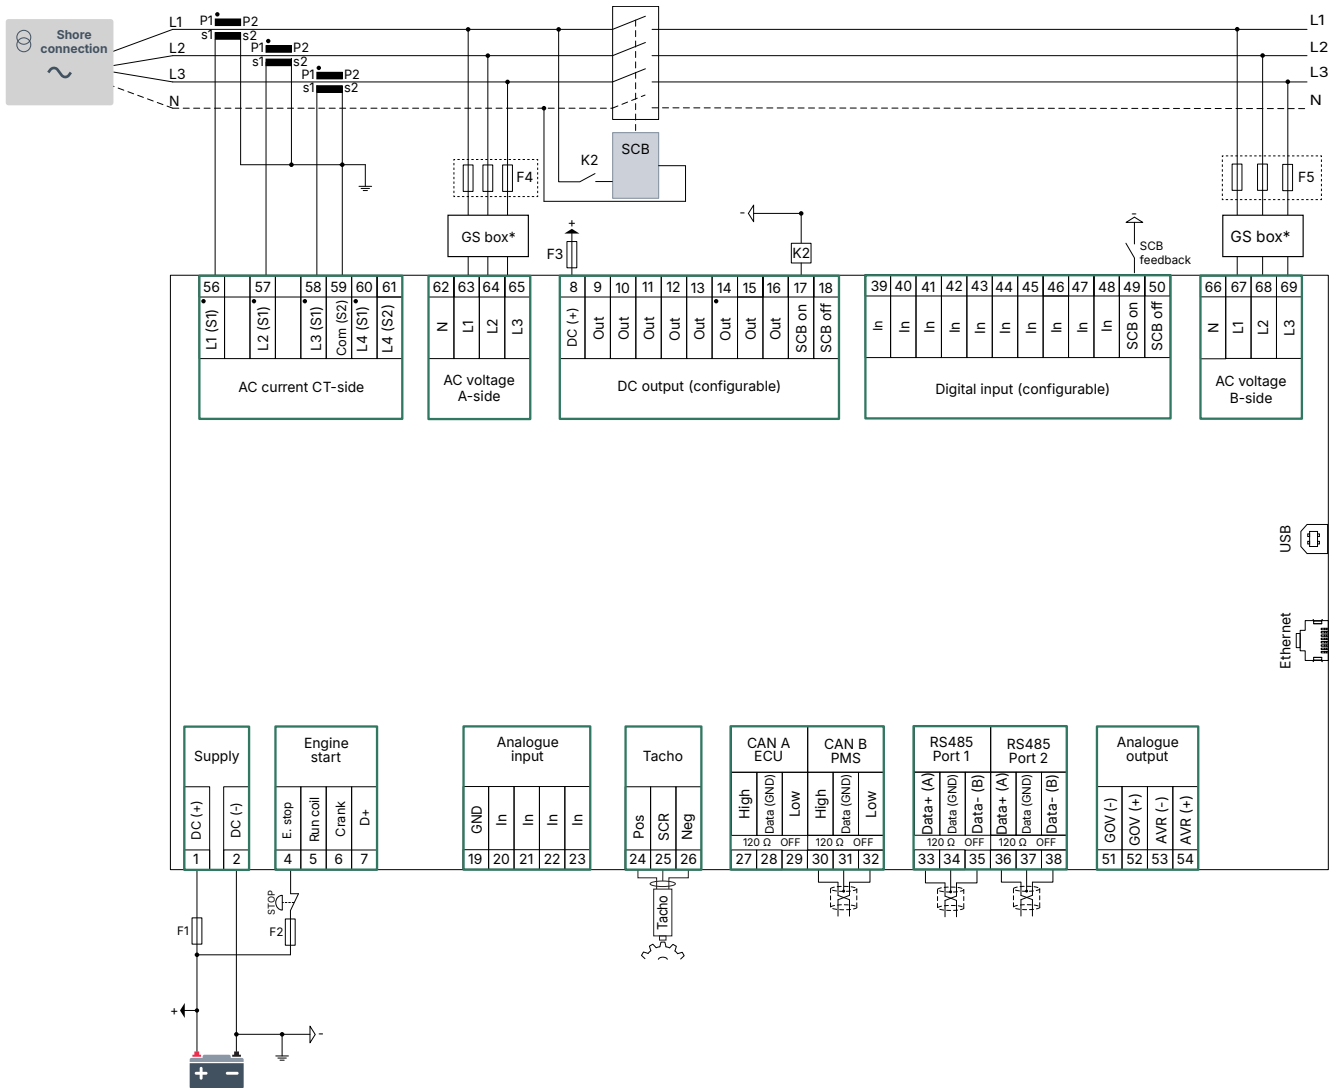 Shore
connection
L1
P1 P2
s1 s2
L2
P1 P2
s1 s2
L3
P1 P2
s1 s2
N
L1
L2
L3
N
SCB
K2
F4
GS box*
F5
GS box*
+
F3
-
K2
-
SCB
feedback
56 57 58 59 60 61
L1 (S1)
L2 (S1)
L3 (S1)
Com (S2)
L4 (S1)
L4 (S2)
AC current CT-side
62 63 64 65
N
L1
L2
L3
AC voltage
A-side
8 9 10 11 12 13 14 15 16 17 18
DC (+)
Out
Out
Out
Out
Out
Out
Out
Out
SCB on
SCB off
DC output (configurable)
39 40 41 42 43 44 45 46 47 48 49 50
In
In
In
In
In
In
In
In
In
In
SCB on
SCB off
Digital input (configurable)
66 67 68 69
N
L1
L2
L3
AC voltage
B-side
USB
Ethernet
Supply
DC (+)
DC (-)
1 2
Engine
start
E. stop
Run coil
Crank
D+
4 5 6 7
Analogue
input
GND
In
In
In
In
19 20 21 22 23
Tacho
Pos
SCR
Neg
24 25 26
CAN A
ECU
High
Data (GND)
Low
120 Ω OFF
27 28 29
CAN B
PMS
High
Data (GND)
Low
120 Ω OFF
30 31 32
RS485
Port 1
Data+ (A)
Data (GND)
Data- (B)
120 Ω OFF
33 34 35
RS485
Port 2
Data+ (A)
Data (GND)
Data- (B)
120 Ω OFF
36 37 38
Analogue
output
GOV (-)
GOV (+)
AVR (-)
AVR (+)
51 52 53 54
STOP
F1
F2
Tacho
+
-
+ −